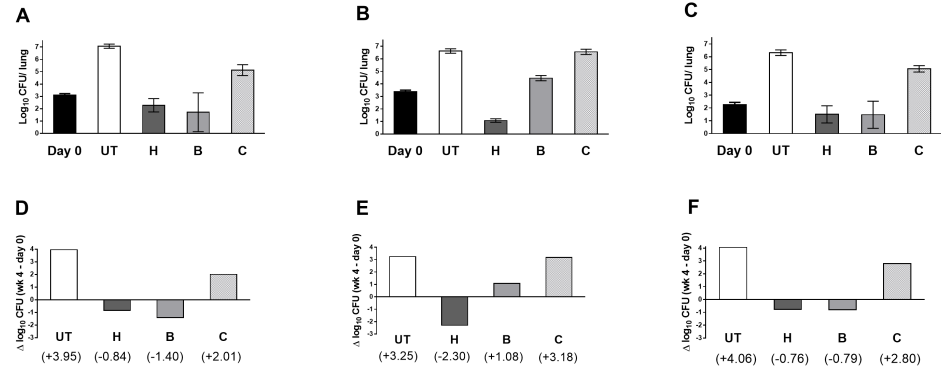 A
Log10 CFU/ lung
7
6
5
4
3
2
1
0
Day 0 UT H B C
B
Log10 CFU/ lung
7
6
5
4
3
2
1
0
Day 0 UT H B C
C
Log10 CFU/ lung
7
6
5
4
3
2
1
0
Day 0 UT H B C
D
Δ log10 CFU (wk 4 - day 0)
4
3
2
1
0
-1
-2
-3
UT H B C
(+3.95) (-0.84) (-1.40) (+2.01)
E
Δ log10 CFU (wk 4 - day 0)
4
3
2
1
0
-1
-2
-3
UT H B C
(+3.25) (-2.30) (+1.08) (+3.18)
F
Δ log10 CFU (wk 4 - day 0)
4
3
2
1
0
-1
-2
-3
UT H B C
(+4.06) (-0.76) (-0.79) (+2.80)